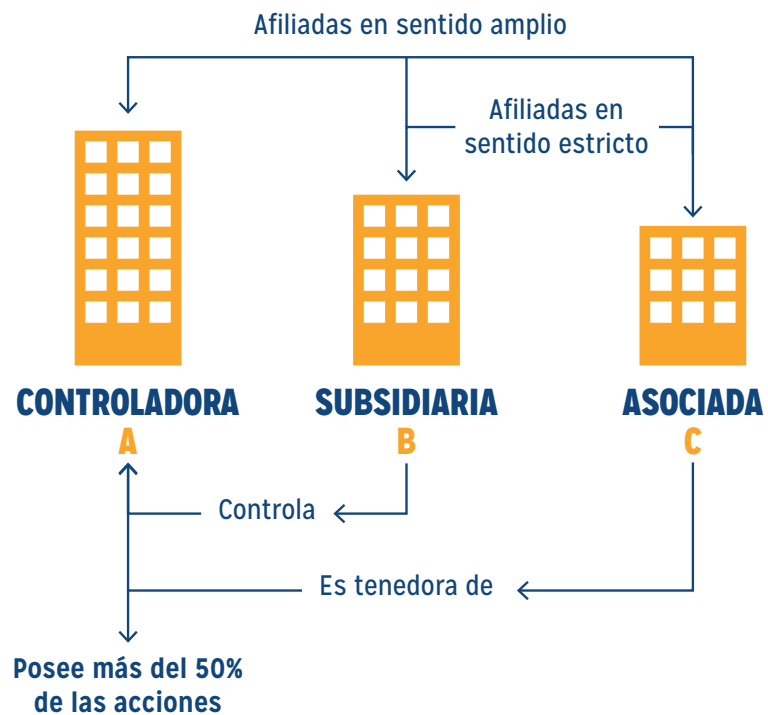 Afiliadas en sentido amplio
Afiliadas en
sentido estricto
CONTROLADORA
A
SUBSIDIARIA
B
ASOCIADA
C
Controla
Es tenedora de
Posee más del 50%
de las acciones